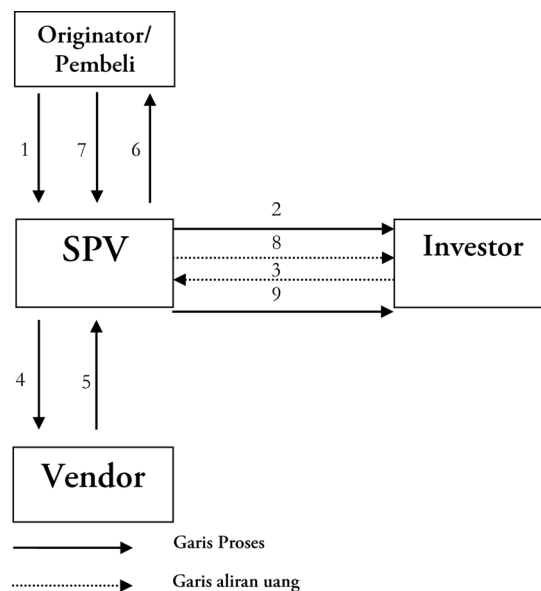 Originator/
Pembeli
1
7
6
2
SPV
8
Investor
3
9
4
5
Vendor
Garis Proses
Garis aliran uang